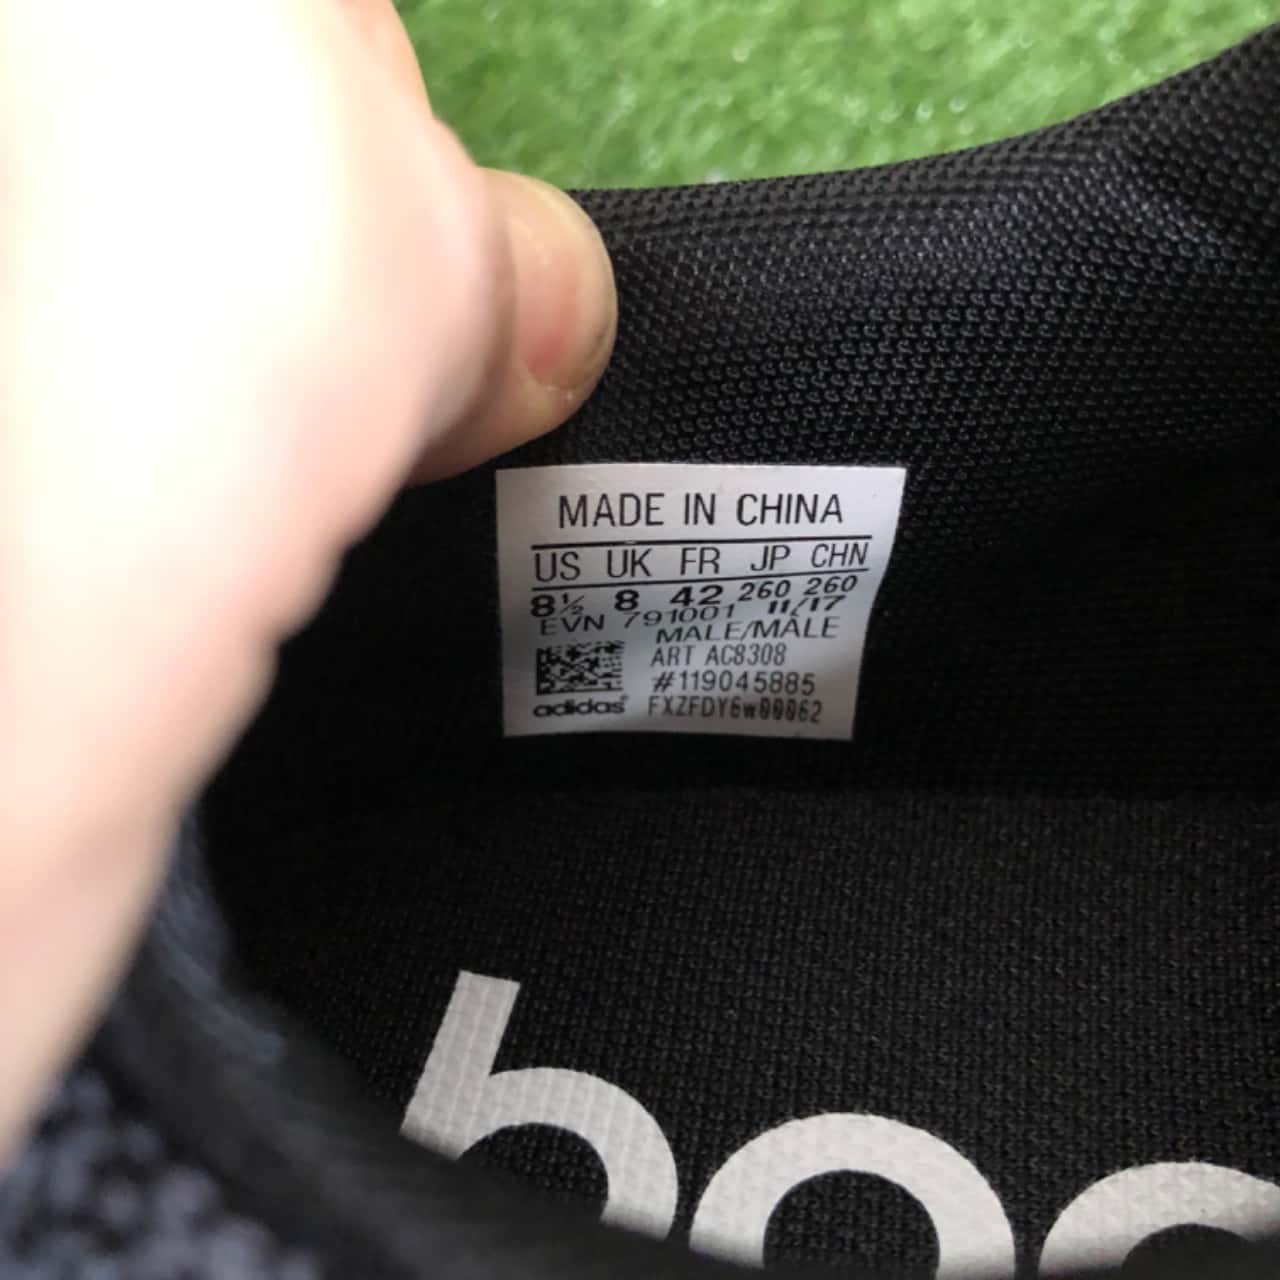 MADE IN CHINA
US UK FR JP CHN
8½ 8 42 260 260
EVN 791001 11/17
MALE/MALE
ART AC8308
#119045885
adidas® FXZFDY6w00062
boo